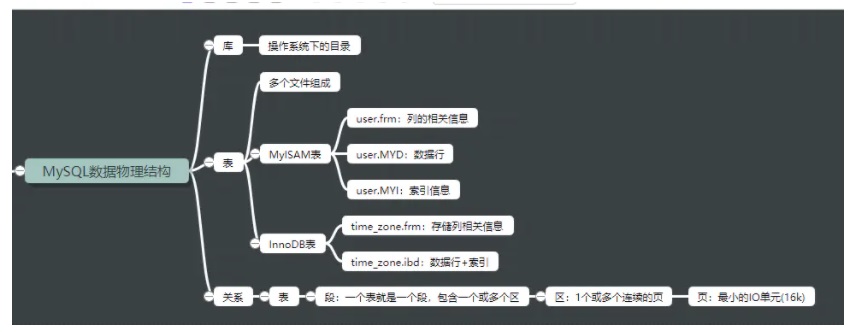 库
操作系统下的目录
多个文件组成
user.frm：列的相关信息
MySQL数据物理结构
表
MyISAM表
user.MYD：数据行
user.MYI：索引信息
time_zone.frm：存储列相关信息
InnoDB表
time_zone.ibd：数据行+索引
关系
表
段：一个表就是一个段，包含一个或多个区
区：1个或多个连续的页
页：最小的IO单元(16k)